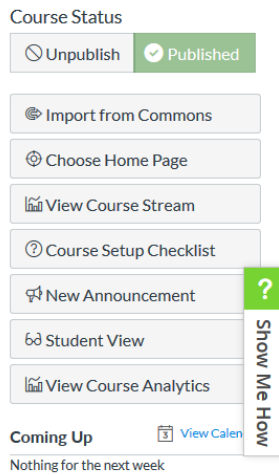 Course Status
Unpublish
Published
Import from Commons
Choose Home Page
View Course Stream
Course Setup Checklist
New Announcement
Student View
View Course Analytics
? Show Me How
Coming Up
3 View Calen
Nothing for the next week